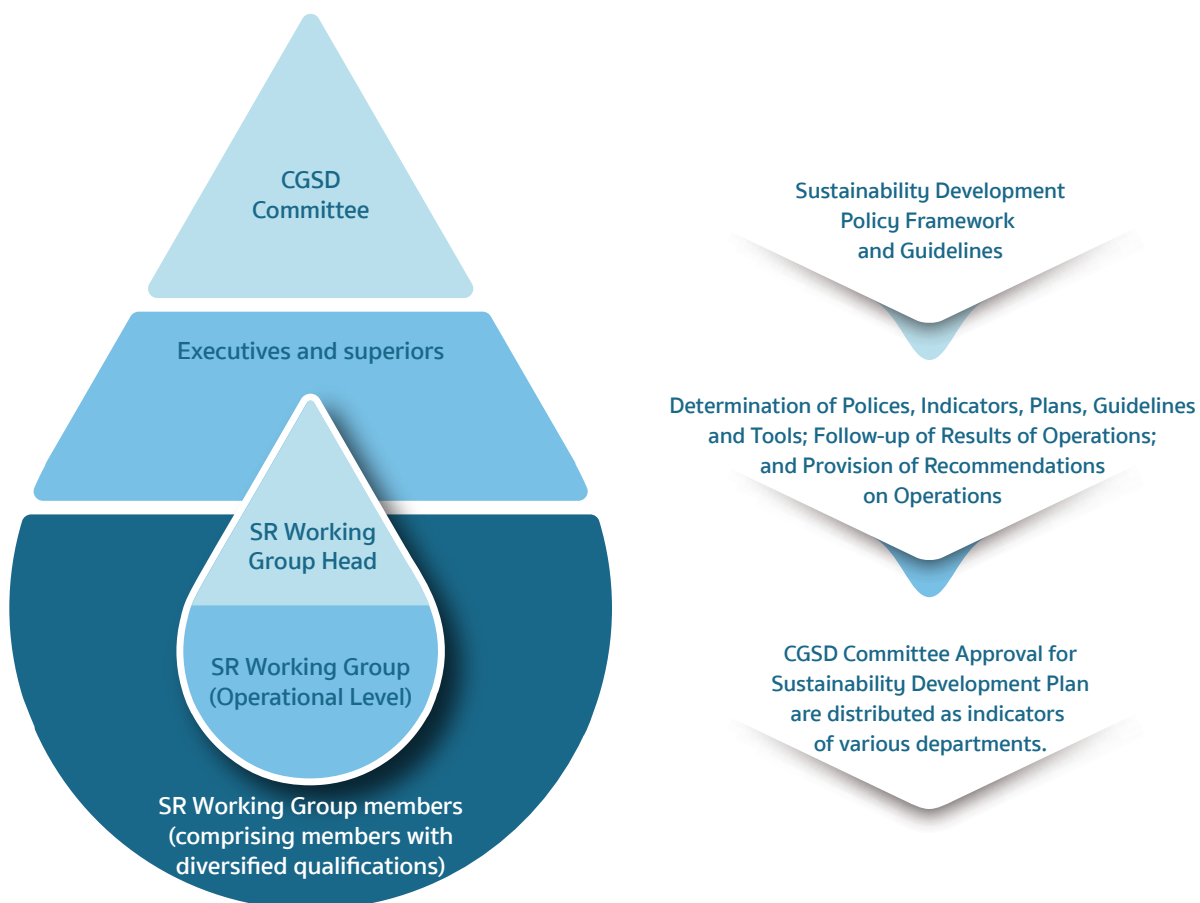 CGSD
Committee
Executives and superiors
SR Working
Group Head
SR Working Group
(Operational Level)
SR Working Group members
(comprising members with
diversified qualifications)
Sustainability Development
Policy Framework
and Guidelines
Determination of Polices, Indicators, Plans, Guidelines
and Tools; Follow-up of Results of Operations;
and Provision of Recommendations
on Operations
CGSD Committee Approval for
Sustainability Development Plan
are distributed as indicators
of various departments.